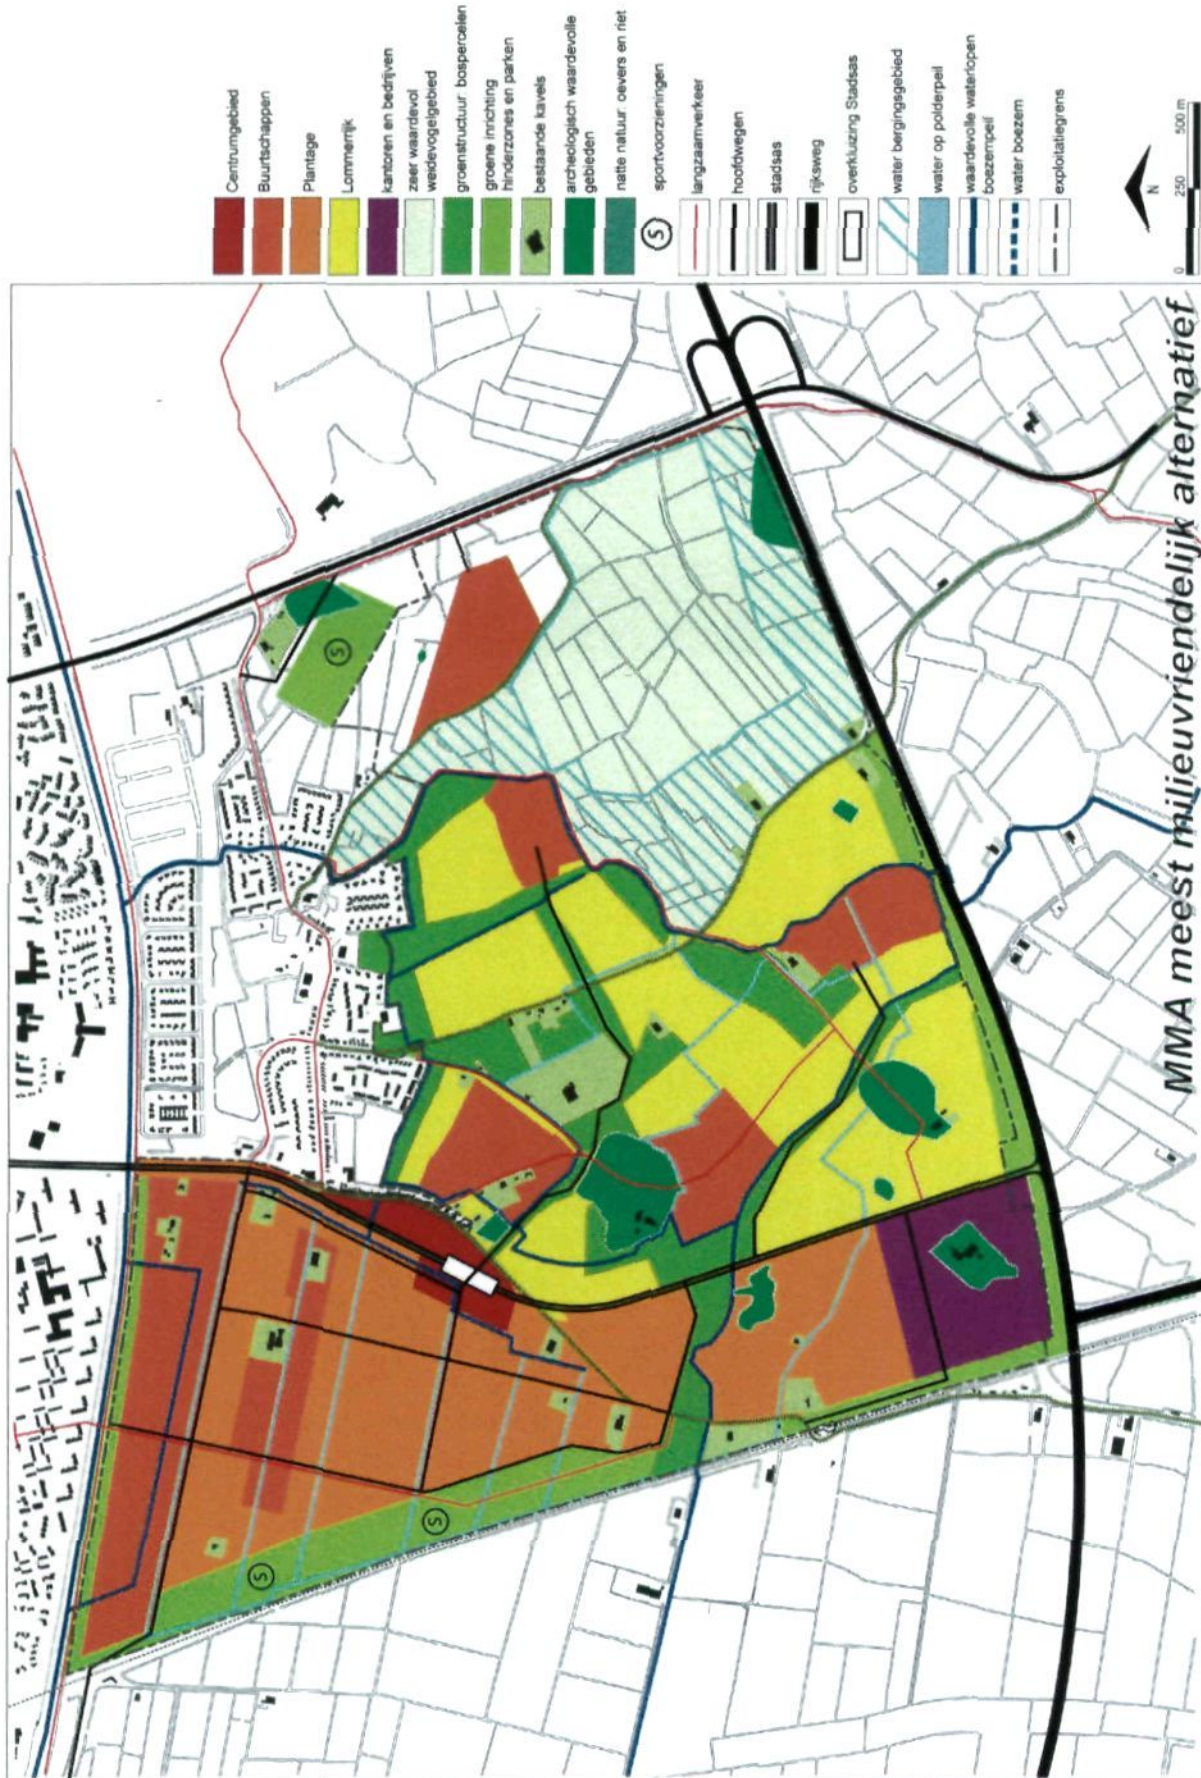 Centrumgebied
Buurtschappen
Plantage
Lommerrijk
kantoren en bedrijven
zeer waardevol
weidevogelgebied
groenstructuur: bospercelen
groene inrichting
hinderzones en parken
bestaande kavels
archeologisch waardevolle
gebieden
natte natuur: oevers en riet
S sportvoorzieningen
langzaamverkeer
hoofdwegen
stadsas
rijksweg
overkluizing Stadsas
water bergingsgebied
water op polderpeil
waardevolle waterlopen
boezempeil
water boezem
exploitatiegrens
N
0 250 500 m
S
S
S
MMA meest milieuvriendelijk alternatief